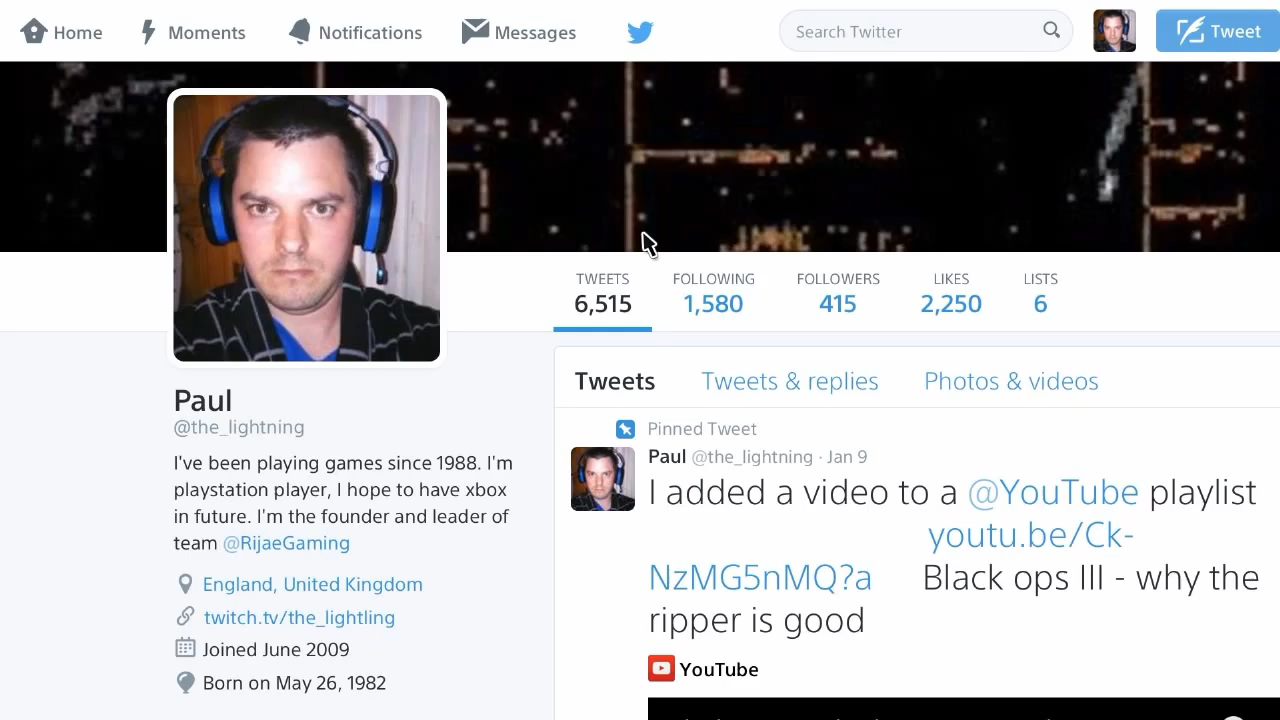 Home Moments Notifications Messages Search Twitter Tweet
TWEETS FOLLOWING FOLLOWERS LIKES LISTS
6,515 1,580 415 2,250 6
Paul
@the_lightning
I've been playing games since 1988. I'm
playstation player, I hope to have xbox
in future. I'm the founder and leader of
team @RijaeGaming
England, United Kingdom
twitch.tv/the_lightling
Joined June 2009
Born on May 26, 1982
Tweets Tweets & replies Photos & videos
Pinned Tweet
Paul @the_lightning · Jan 9
I added a video to a @YouTube playlist
youtu.be/Ck-
NzMG5nMQ?a Black ops III - why the
ripper is good
YouTube